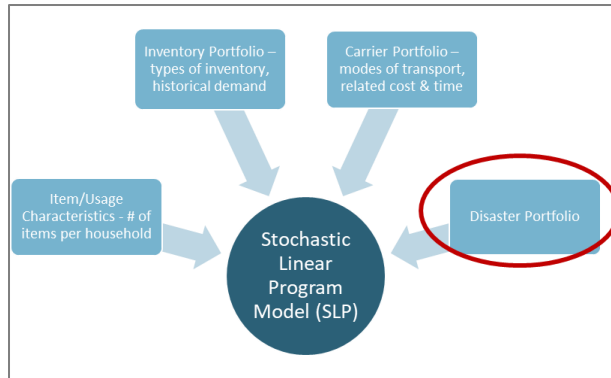 Inventory Portfolio –
types of inventory,
historical demand
Carrier Portfolio –
modes of transport,
related cost & time
Item/Usage
Characteristics - # of
items per household
Disaster Portfolio
Stochastic
Linear
Program
Model (SLP)